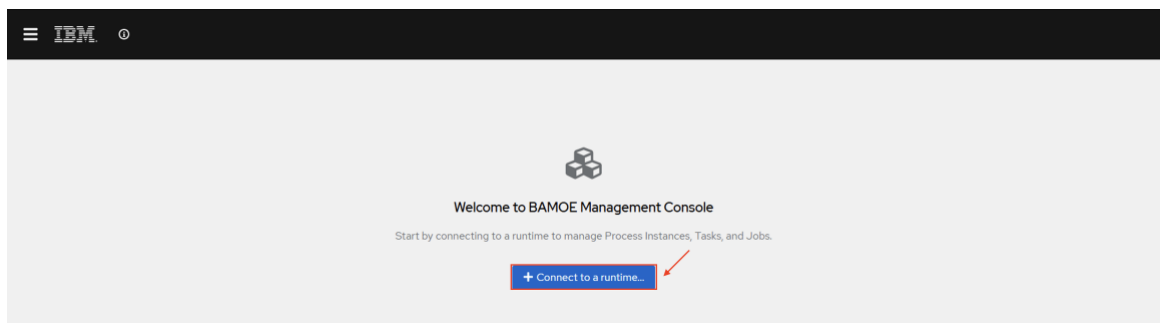 IBM
Welcome to BAMOE Management Console
Start by connecting to a runtime to manage Process Instances, Tasks, and Jobs.
+ Connect to a runtime...